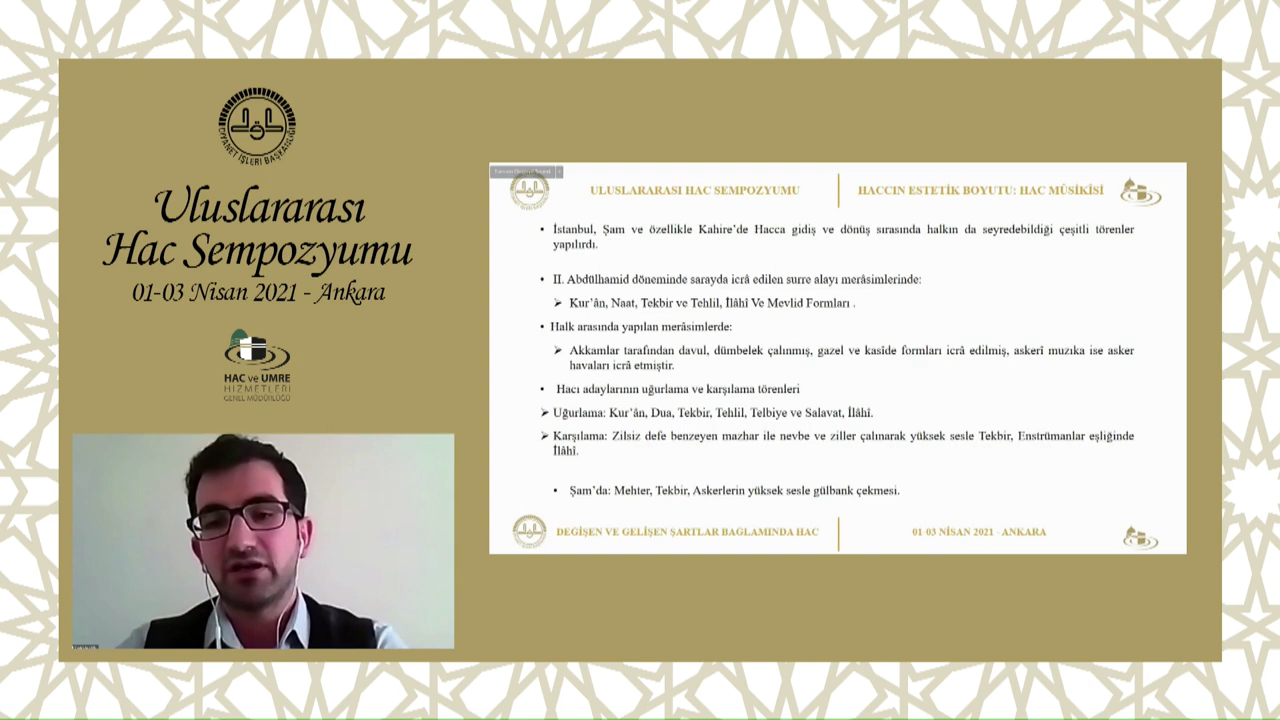 DİYANET İŞLERİ BAŞKANLIĞI
Uluslararası
Hac Sempozyumu
01-03 Nisan 2021 - Ankara
HAC ve UMRE
HİZMETLERİ
GENEL MÜDÜRLÜĞÜ
ULUSLARARASI HAC SEMPOZYUMU
HACCIN ESTETİK BOYUTU: HAC MÛSİKÎSİ
• İstanbul, Şam ve özellikle Kahire’de Hacca gidiş ve dönüş sırasında halkın da seyredebildiği çeşitli törenler
yapılırdı.
• II. Abdülhamid döneminde sarayda icrâ edilen surre alayı merâsimlerinde:
➢ Kur’ân, Naat, Tekbir ve Tehlil, İlâhî Ve Mevlid Formları .
• Halk arasında yapılan merâsimlerde:
➢ Akkamlar tarafından davul, dümbelek çalınmış, gazel ve kasîde formları icrâ edilmiş, askerî muzıka ise asker
havaları icrâ etmiştir.
• Hacı adaylarının uğurlama ve karşılama törenleri
➢ Uğurlama: Kur’ân, Dua, Tekbir, Tehlil, Telbiye ve Salavat, İlâhî.
➢ Karşılama: Zilsiz defe benzeyen mazhar ile nevbe ve ziller çalınarak yüksek sesle Tekbir, Enstrümanlar eşliğinde
İlâhî.
• Şam’da: Mehter, Tekbir, Askerlerin yüksek sesle gülbank çekmesi.
DEĞİŞEN VE GELİŞEN ŞARTLAR BAĞLAMINDA HAC
01-03 NİSAN 2021 - ANKARA